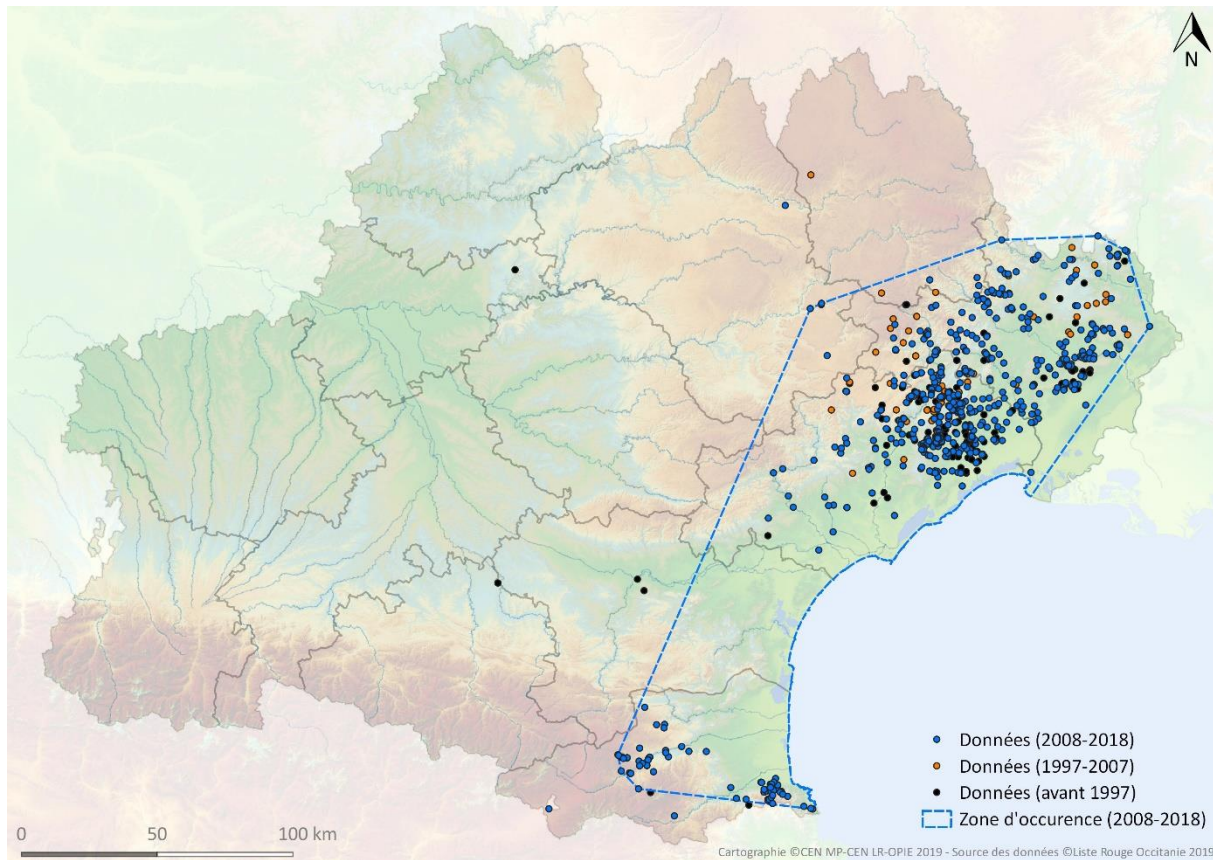 N
Données (2008-2018)
Données (1997-2007)
Données (avant 1997)
Zone d'occurence (2008-2018)
0 50 100 km
Cartographie ©CEN MP-CEN LR-OPIE 2019 - Source des données ©Liste Rouge Occitanie 2019